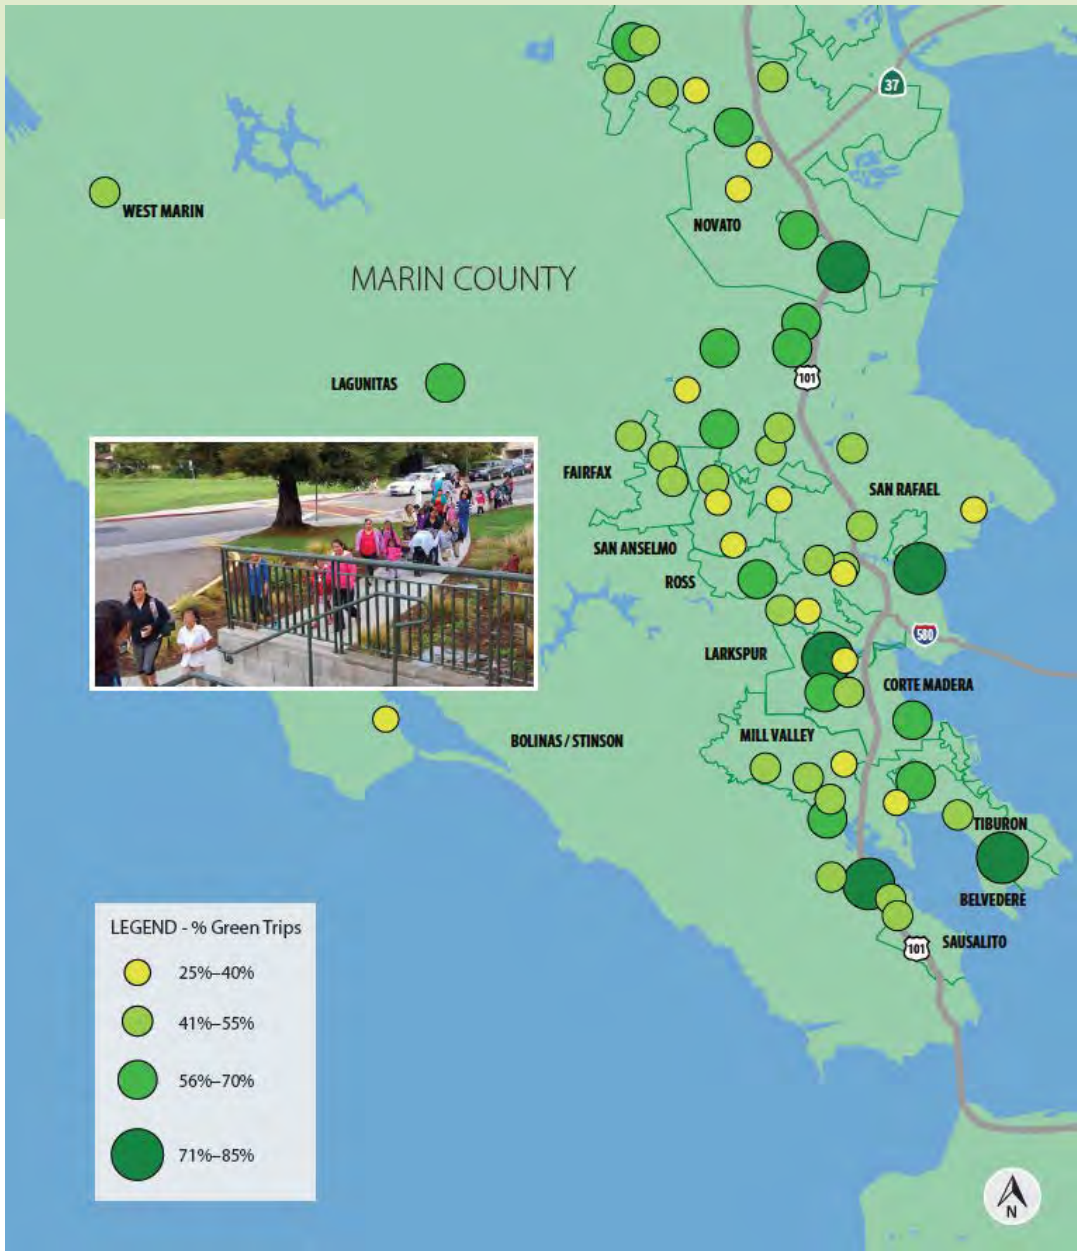 37
WEST MARIN
NOVATO
MARIN COUNTY
101
LAGUNITAS
FAIRFAX
SAN RAFAEL
SAN ANSELMO
ROSS
580
LARKSPUR
CORTE MADERA
MILL VALLEY
BOLINAS / STINSON
TIBURON
BELVEDERE
SAUSALITO
101
LEGEND - % Green Trips
25%–40%
41%–55%
56%–70%
71%–85%
N